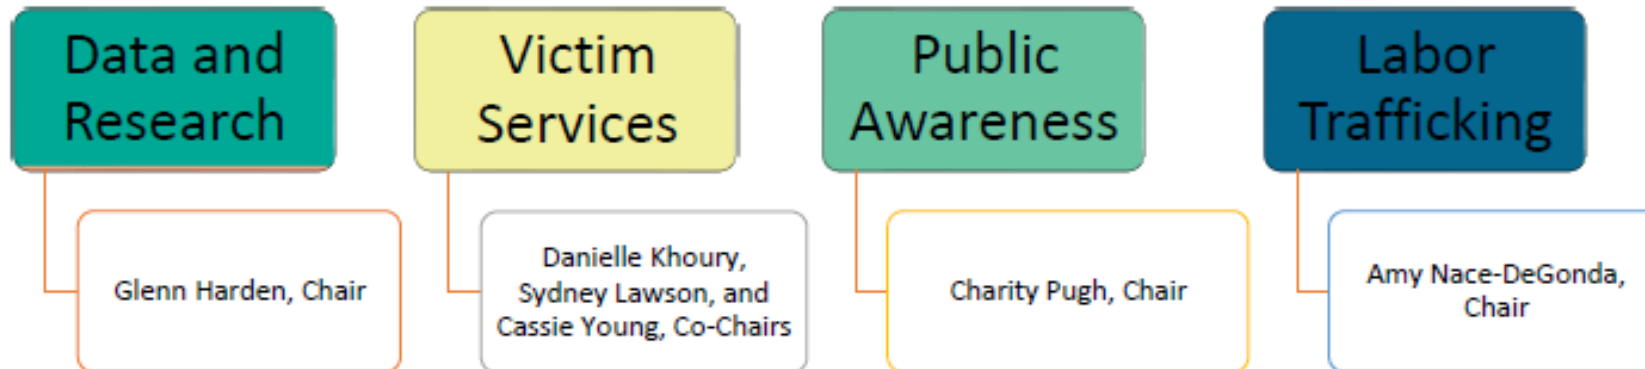 Data and
Research
Glenn Harden, Chair
Victim
Services
Danielle Khoury,
Sydney Lawson, and
Cassie Young, Co-Chairs
Public
Awareness
Charity Pugh, Chair
Labor
Trafficking
Amy Nace-DeGonda,
Chair